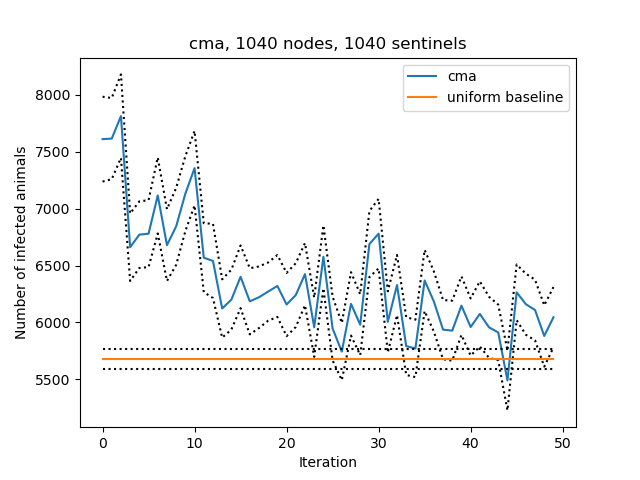 cma, 1040 nodes, 1040 sentinels
cma
uniform baseline
Number of infected animals
8000
7500
7000
6500
6000
5500
0 10 20 30 40 50
Iteration